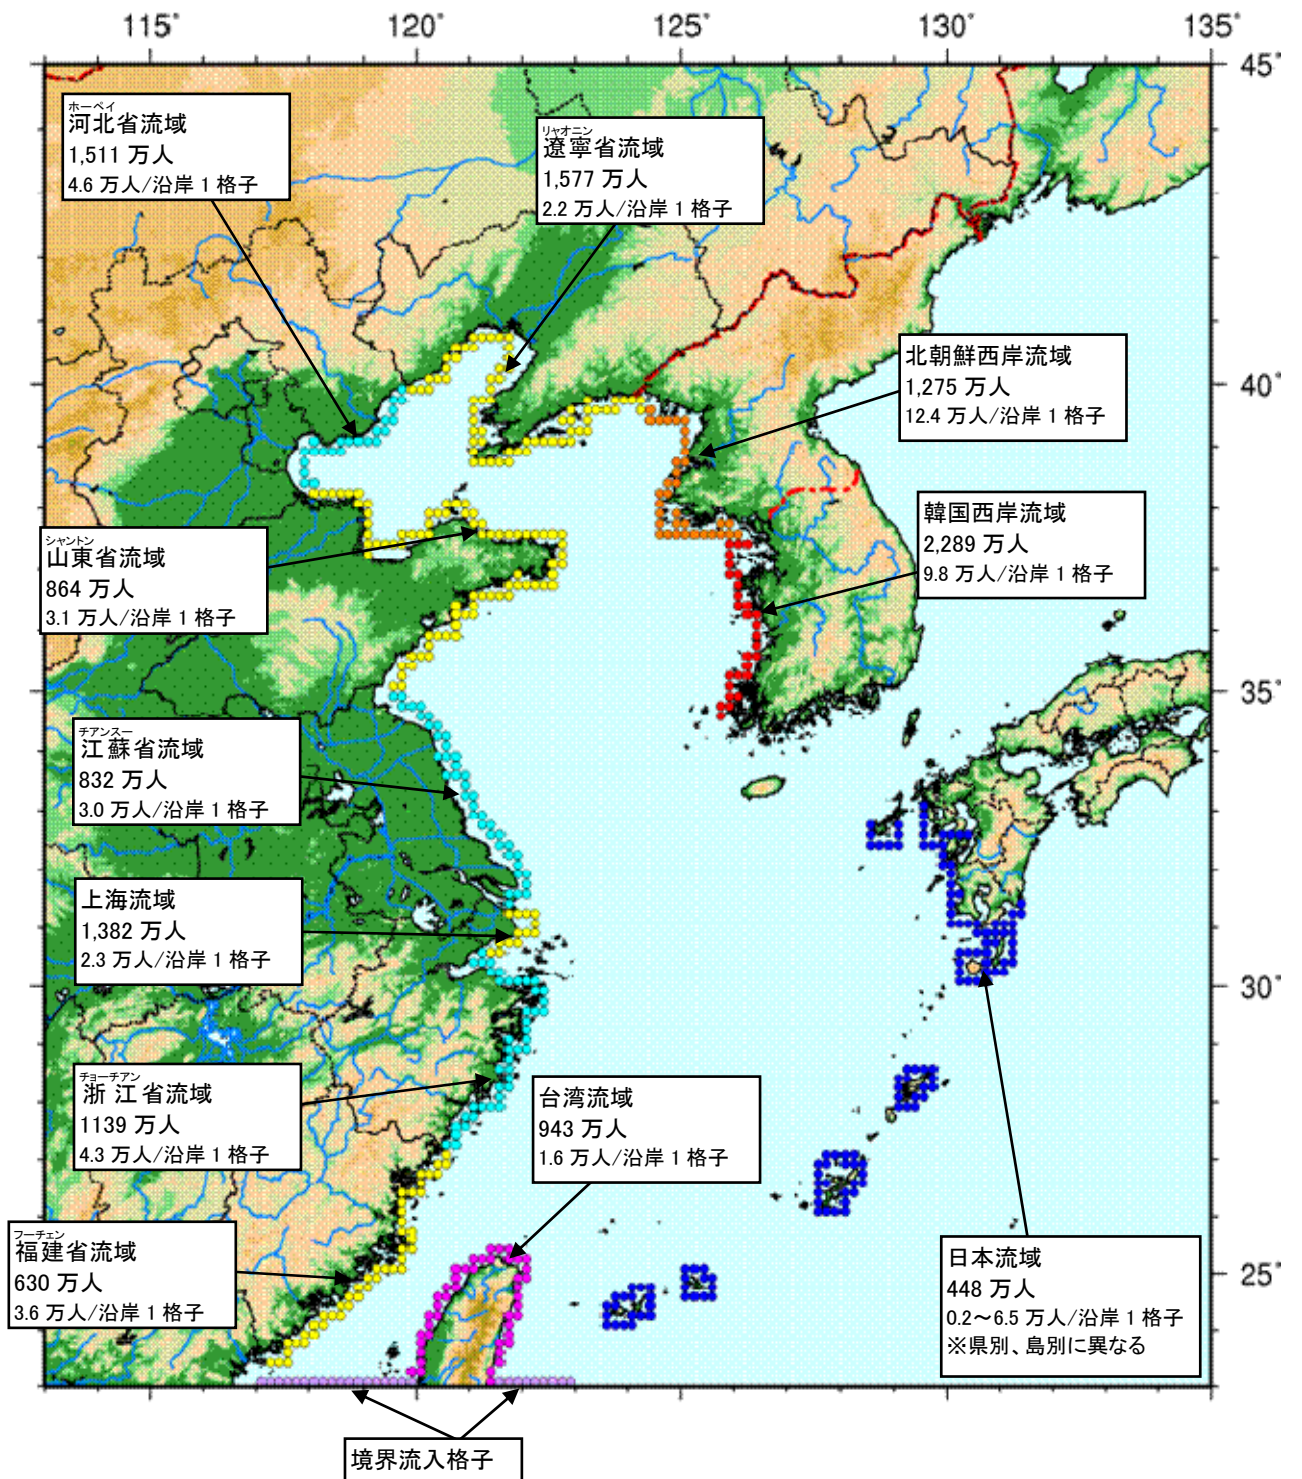 115° 120° 125° 130° 135°
45°
ホーペイ
河北省流域
1,511 万人
4.6 万人/沿岸 1 格子
リャオニン
遼寧省流域
1,577 万人
2.2 万人/沿岸 1 格子
北朝鮮西岸流域
1,275 万人
12.4 万人/沿岸 1 格子
40°
韓国西岸流域
2,289 万人
9.8 万人/沿岸 1 格子
シャントン
山東省流域
864 万人
3.1 万人/沿岸 1 格子
35°
チアンスー
江蘇省流域
832 万人
3.0 万人/沿岸 1 格子
上海流域
1,382 万人
2.3 万人/沿岸 1 格子
30°
チョーチアン
浙江省流域
1139 万人
4.3 万人/沿岸 1 格子
台湾流域
943 万人
1.6 万人/沿岸 1 格子
フーチェン
福建省流域
630 万人
3.6 万人/沿岸 1 格子
日本流域
448 万人
0.2～6.5 万人/沿岸 1 格子
※県別、島別に異なる
25°
115° 120° 125° 130° 135°
境界流入格子